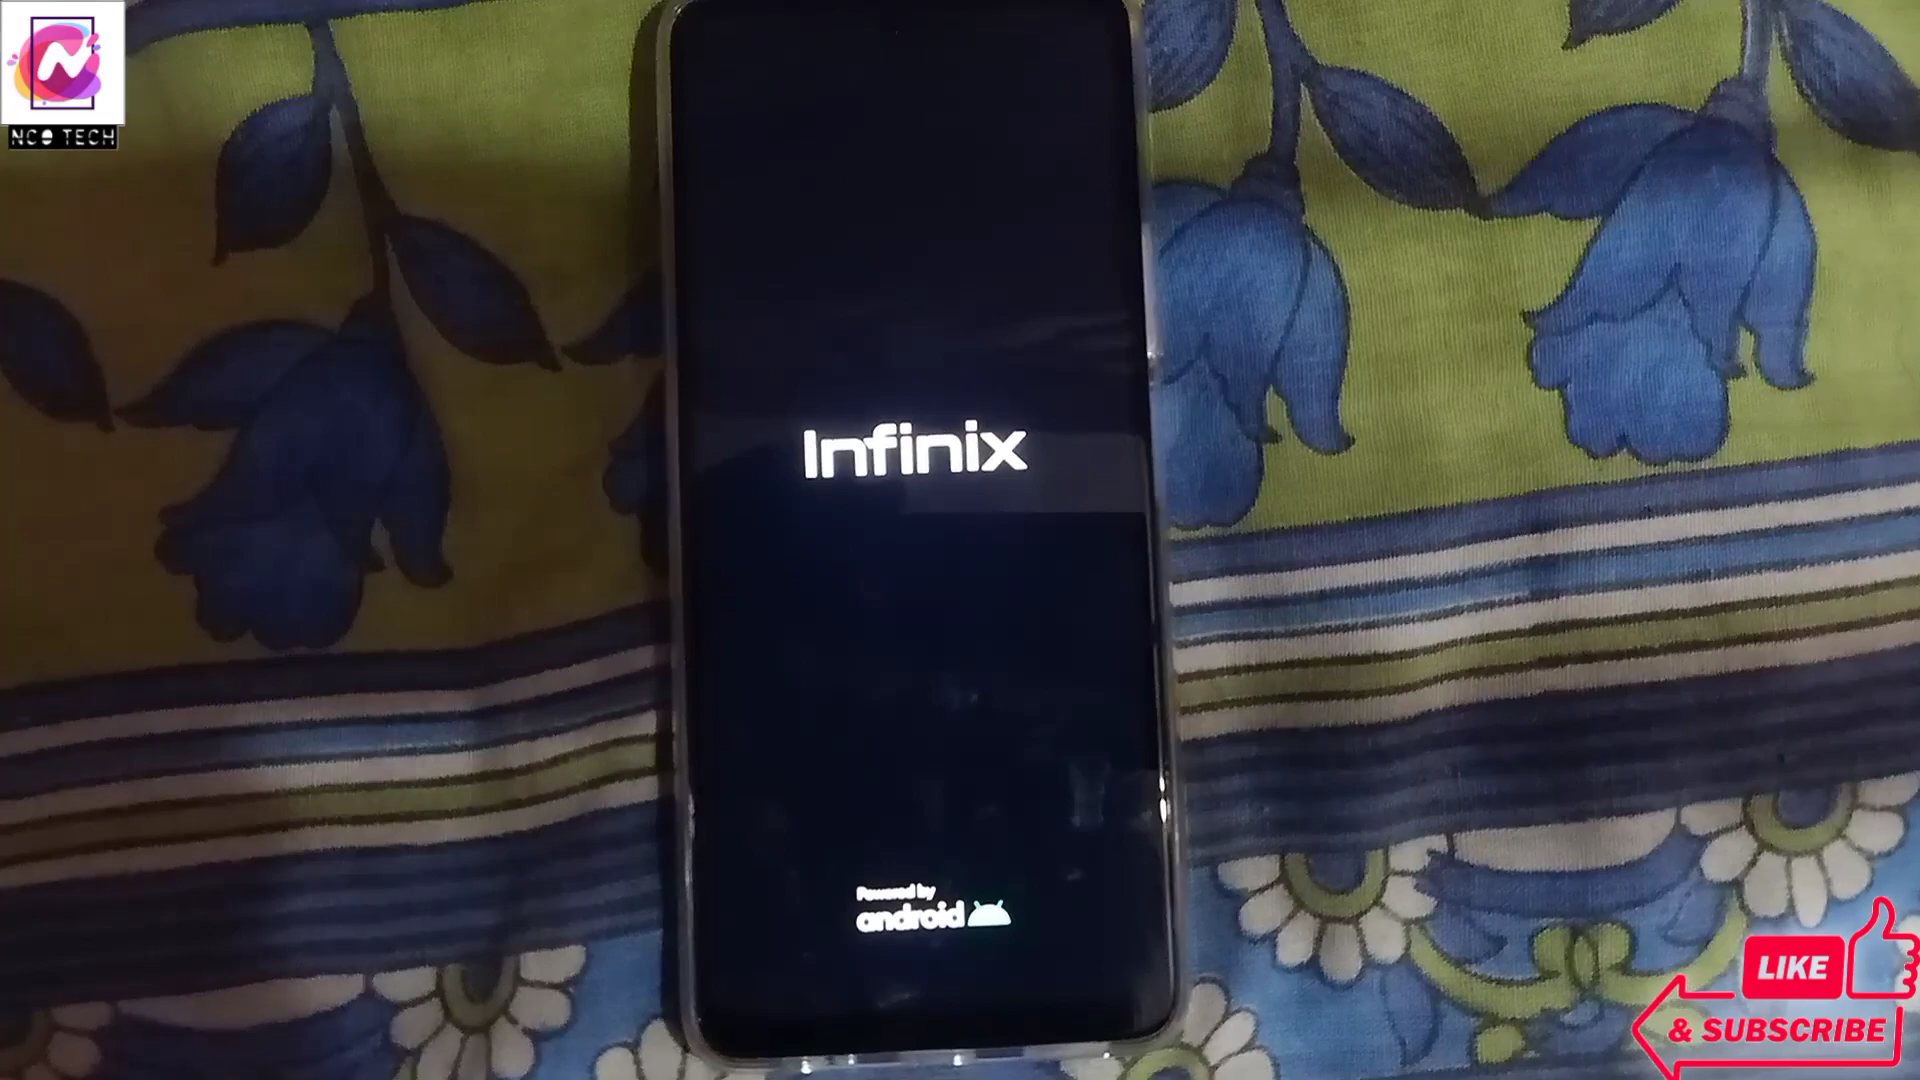 NCO TECH
Infinix
Powered by
android
LIKE
& SUBSCRIBE